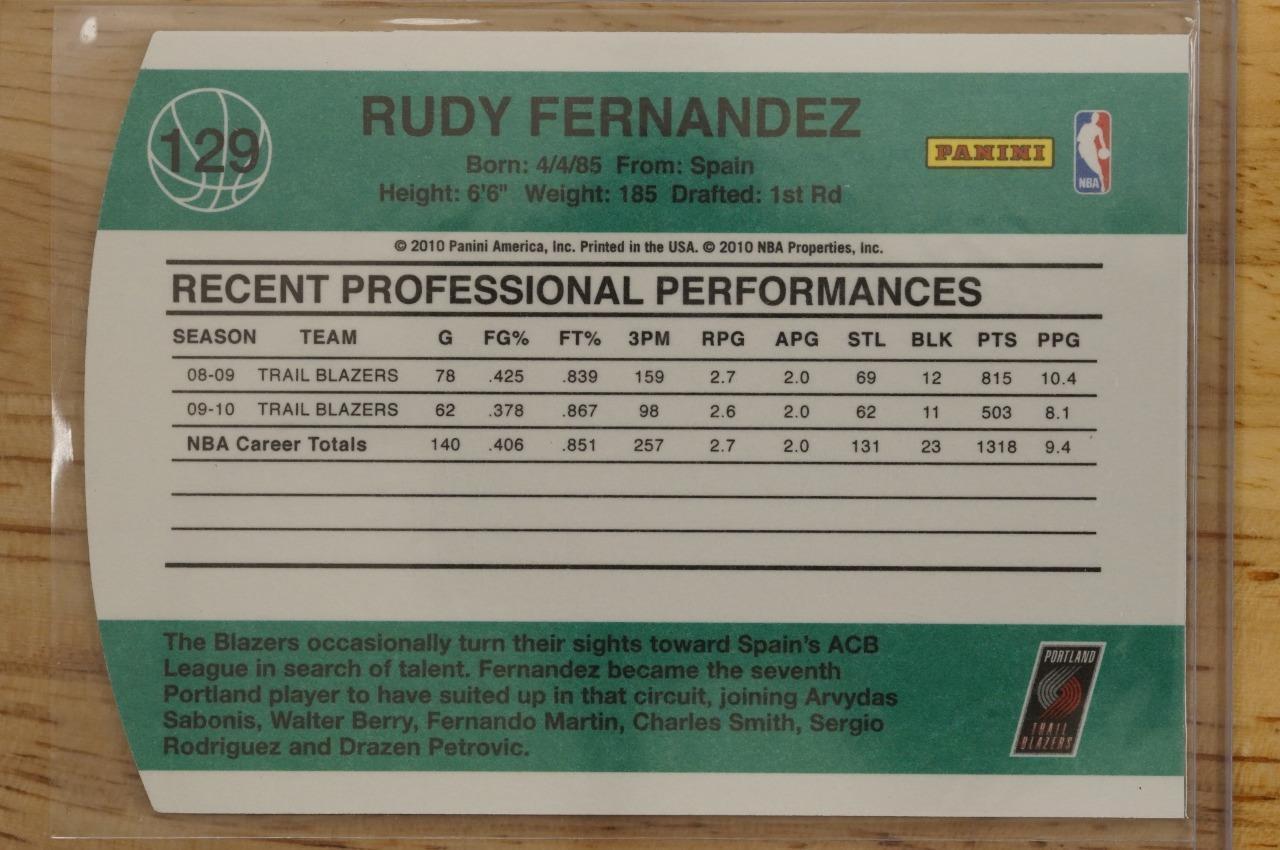 129
RUDY FERNANDEZ
Born: 4/4/85 From: Spain
Height: 6'6" Weight: 185 Drafted: 1st Rd
PANINI
NBA
© 2010 Panini America, Inc. Printed in the USA. © 2010 NBA Properties, Inc.
RECENT PROFESSIONAL PERFORMANCES
SEASON TEAM G FG% FT% 3PM RPG APG STL BLK PTS PPG
08-09 TRAIL BLAZERS 78 .425 .839 159 2.7 2.0 69 12 815 10.4
09-10 TRAIL BLAZERS 62 .378 .867 98 2.6 2.0 62 11 503 8.1
NBA Career Totals 140 .406 .851 257 2.7 2.0 131 23 1318 9.4
The Blazers occasionally turn their sights toward Spain's ACB
League in search of talent. Fernandez became the seventh
Portland player to have suited up in that circuit, joining Arvydas
Sabonis, Walter Berry, Fernando Martin, Charles Smith, Sergio
Rodriguez and Drazen Petrovic.
PORTLAND
TRAIL
BLAZERS